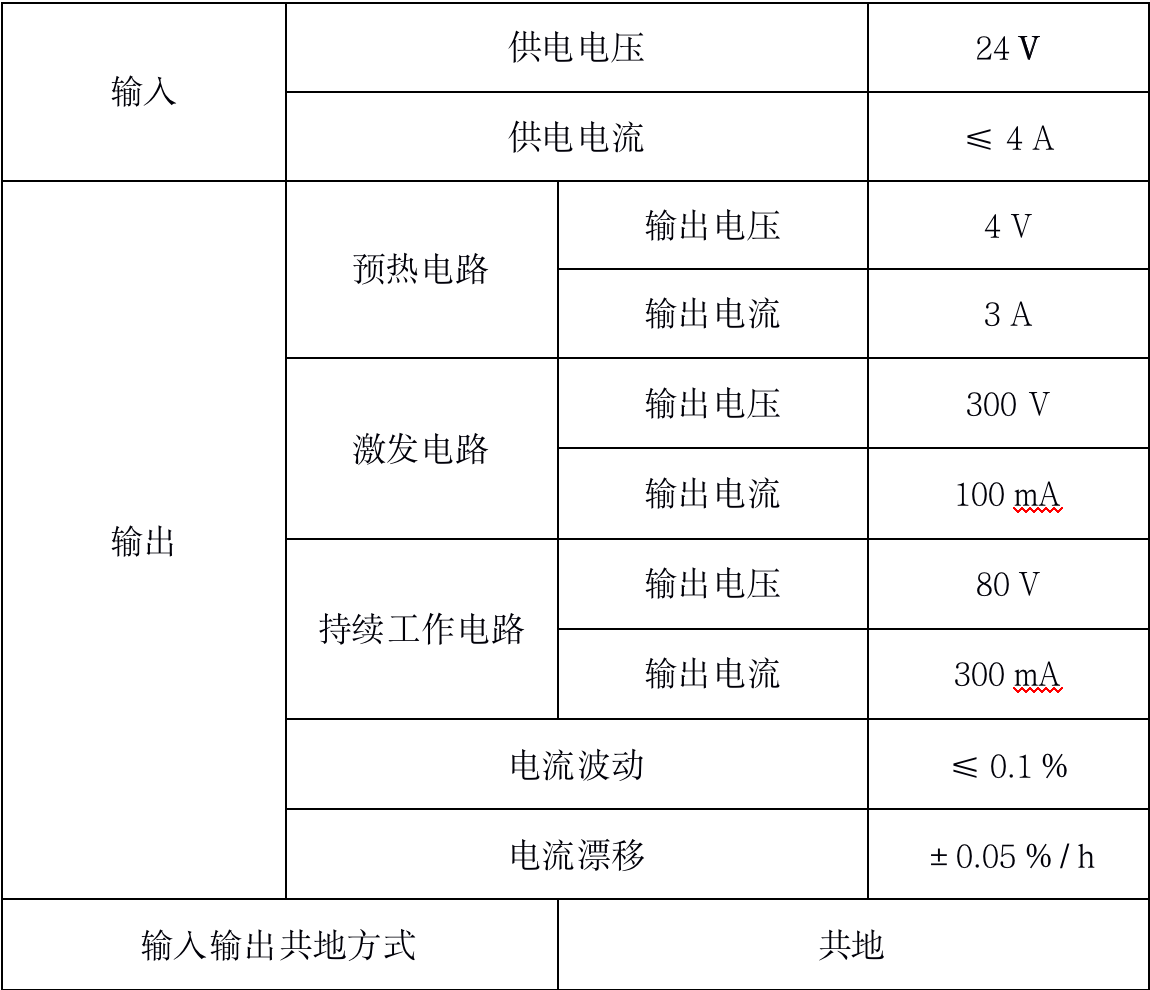 输入
供电电压
24 V
供电电流
≤ 4 A
输出
预热电路
输出电压
4 V
输出电流
3 A
激发电路
输出电压
300 V
输出电流
100 mA
持续工作电路
输出电压
80 V
输出电流
300 mA
电流波动
≤ 0.1 %
电流漂移
± 0.05 % / h
输入输出共地方式
共地